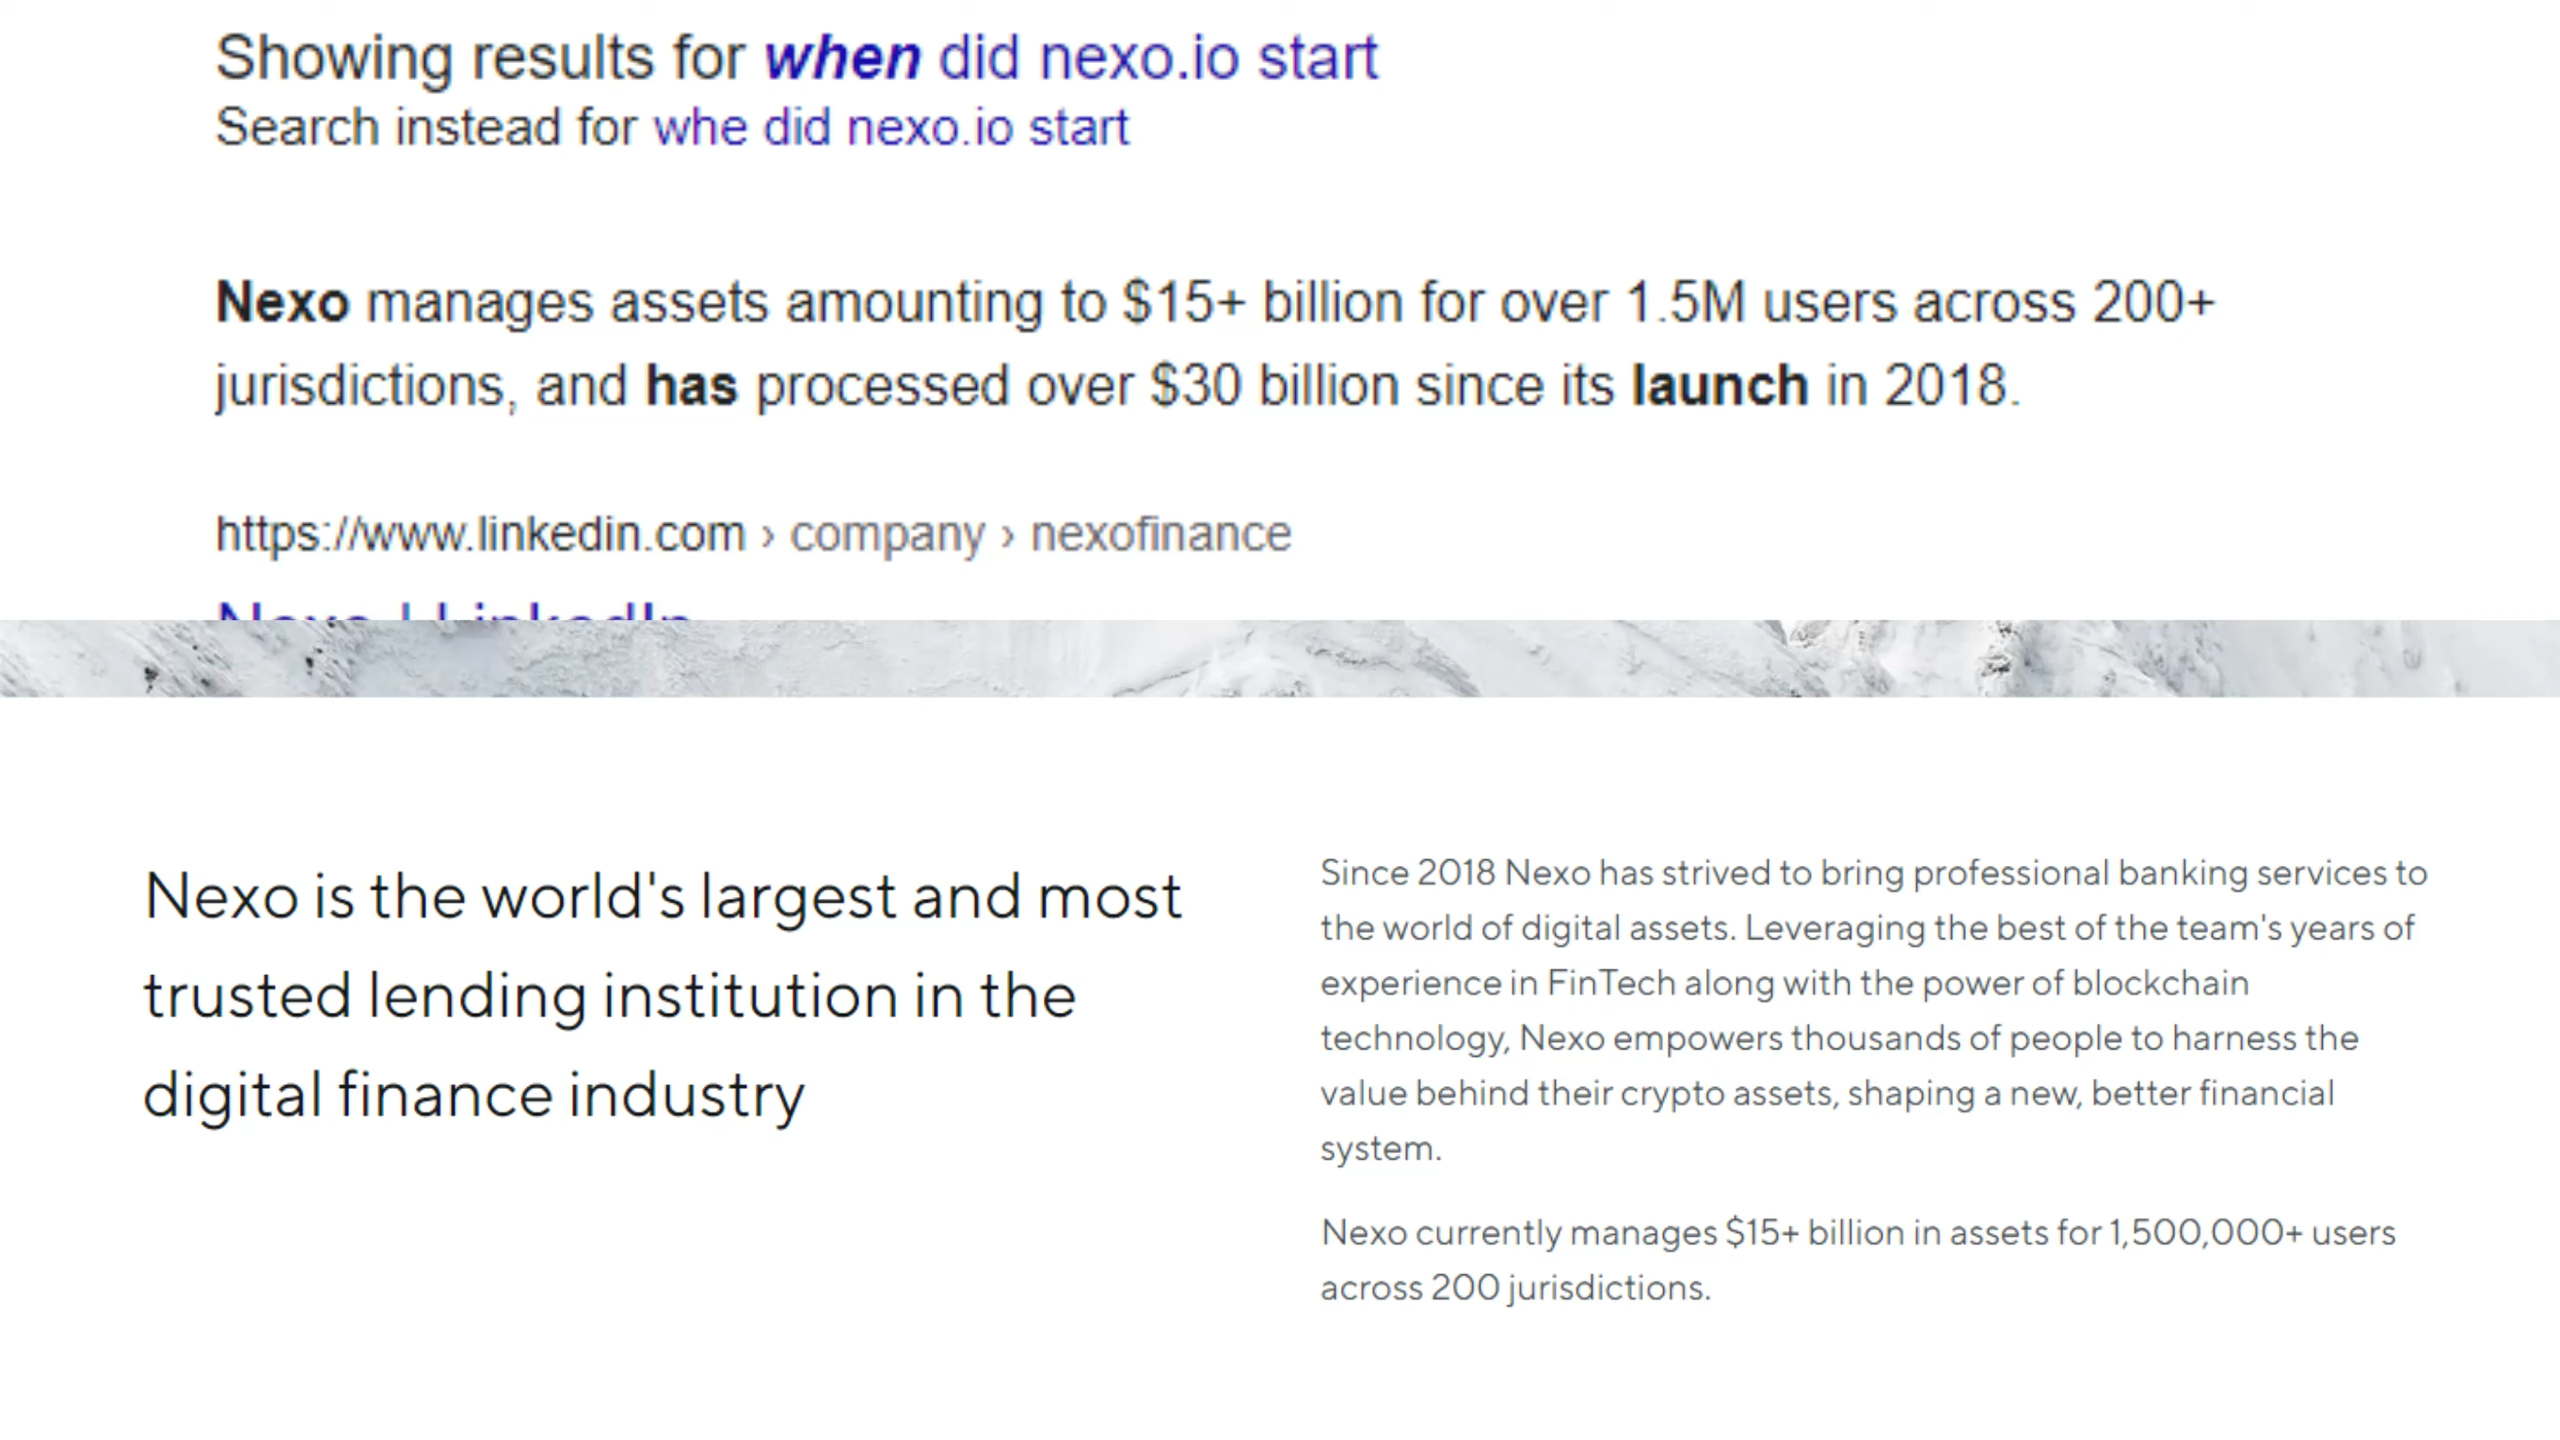 Showing results for when did nexo.io start
Search instead for whe did nexo.io start
Nexo manages assets amounting to $15+ billion for over 1.5M users across 200+
jurisdictions, and has processed over $30 billion since its launch in 2018.
https://www.linkedin.com › company › nexofinance
Nexo | LinkedIn
Nexo is the world's largest and most
trusted lending institution in the
digital finance industry
Since 2018 Nexo has strived to bring professional banking services to
the world of digital assets. Leveraging the best of the team's years of
experience in FinTech along with the power of blockchain
technology, Nexo empowers thousands of people to harness the
value behind their crypto assets, shaping a new, better financial
system.
Nexo currently manages $15+ billion in assets for 1,500,000+ users
across 200 jurisdictions.